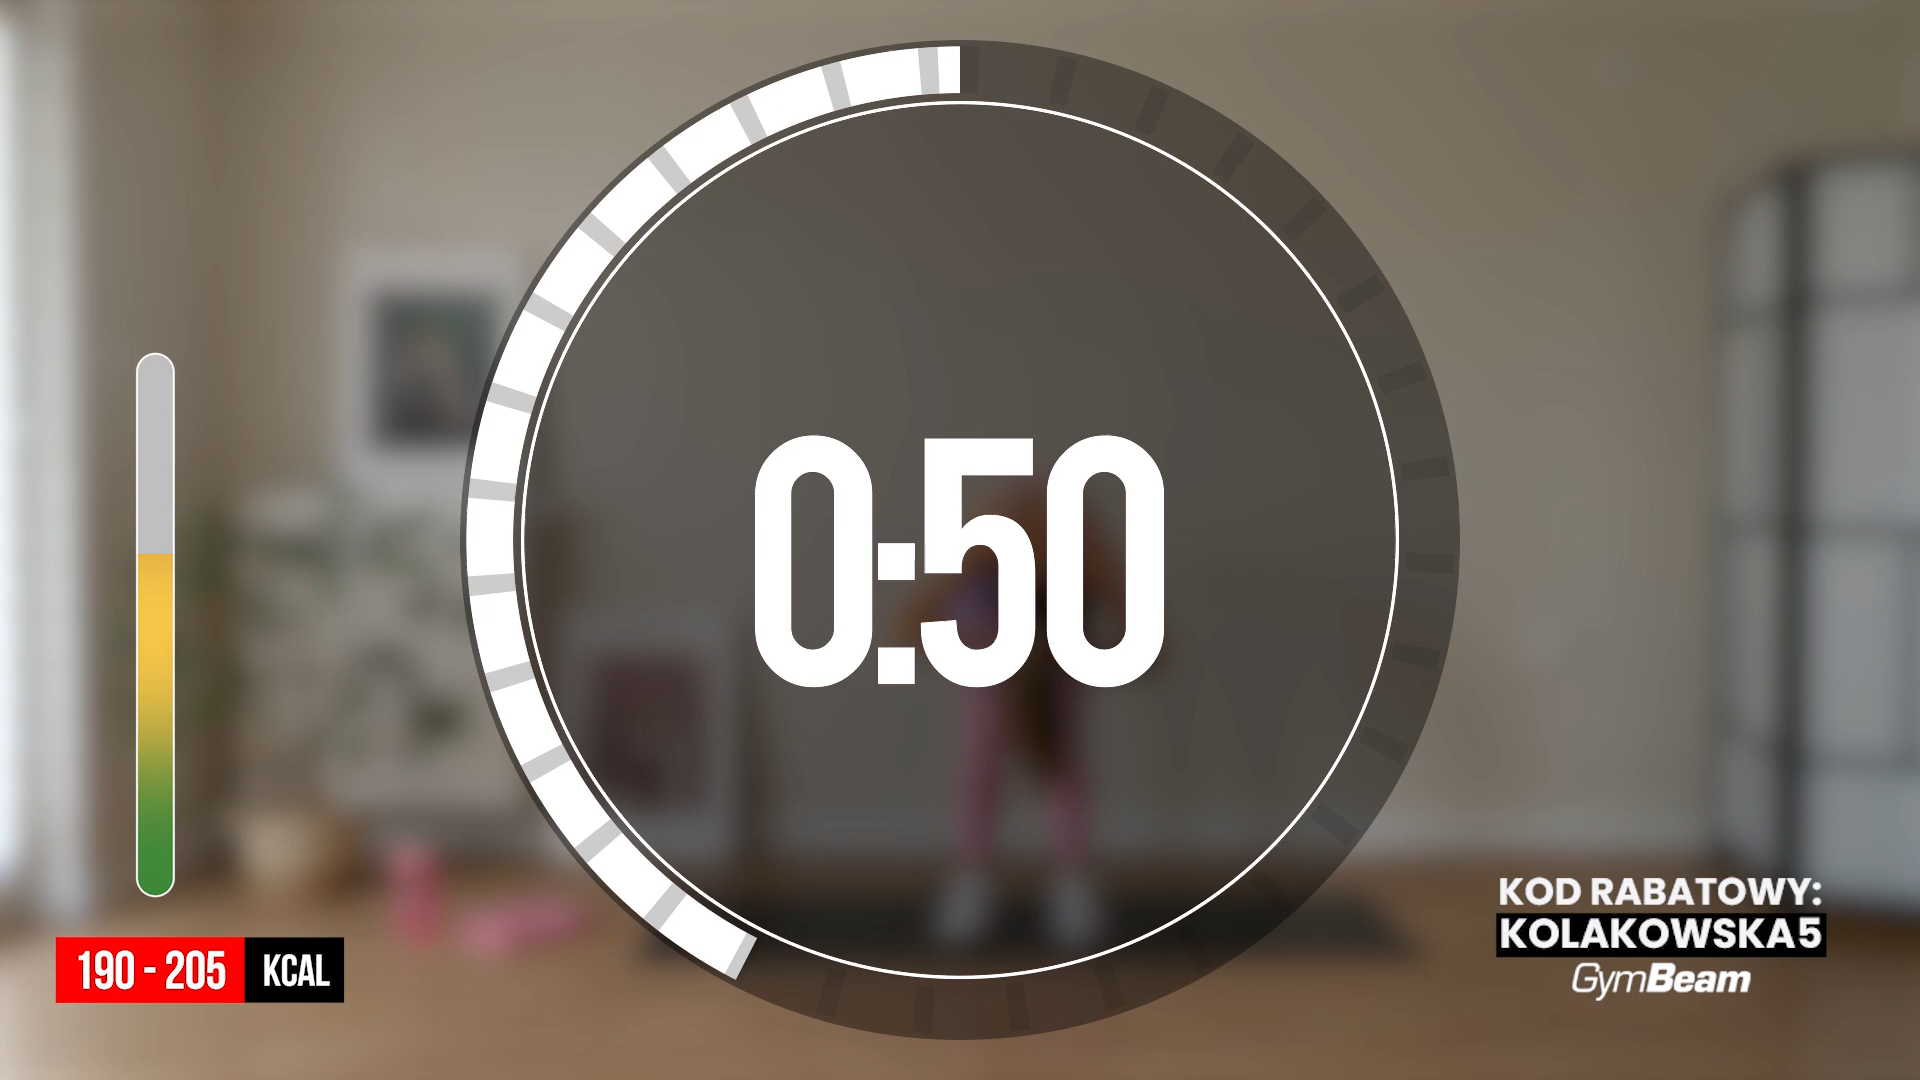 0:50
190 - 205 KCAL
KOD RABATOWY:
KOLAKOWSKA5
GymBeam